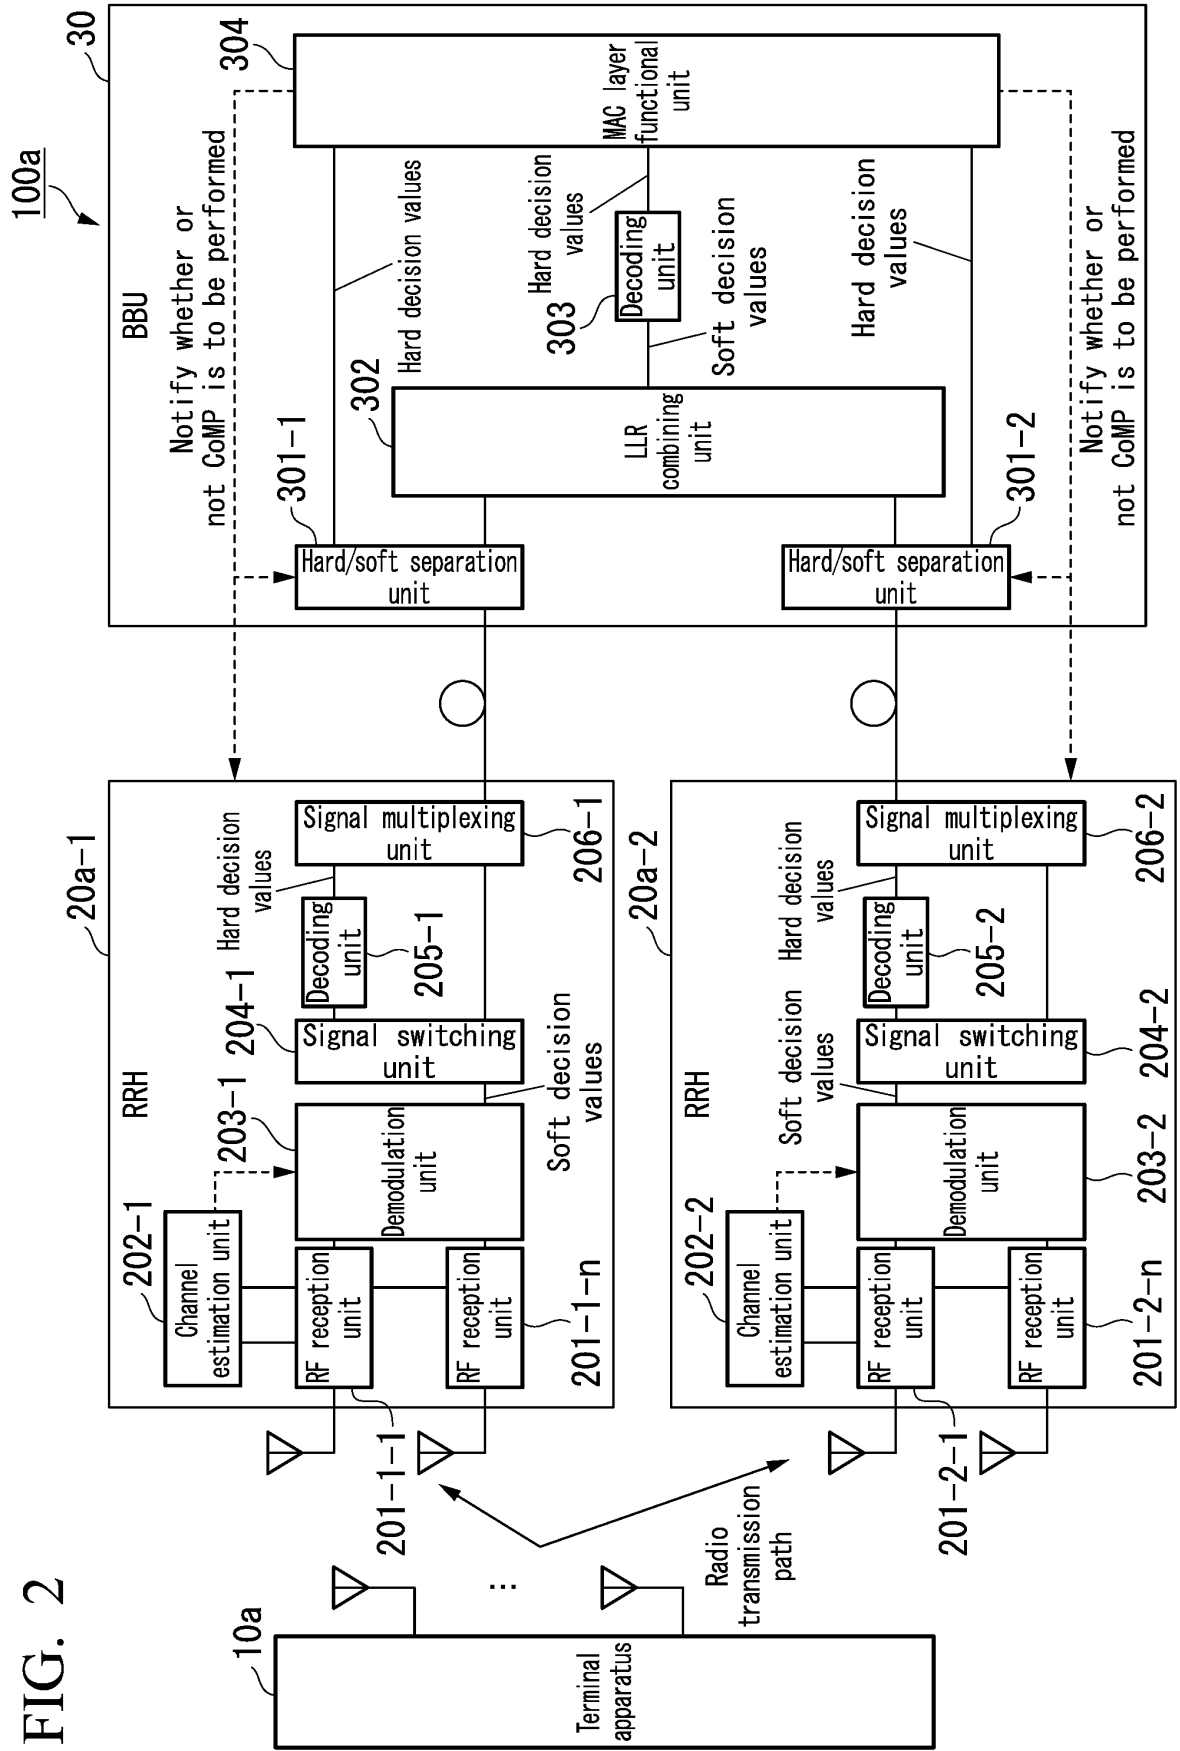 FIG. 2
100a
10a
Terminal
apparatus
...
Radio
transmission
path
20a-1
RRH
202-1
Channel
estimation unit
RF reception
unit
201-1-1
RF reception
unit
201-1-n
203-1
Demodulation
unit
Soft decision
values
204-1
Signal switching
unit
Decoding
unit
205-1
Hard decision
values
Signal multiplexing
unit
206-1
20a-2
RRH
202-2
Channel
estimation unit
RF reception
unit
201-2-1
RF reception
unit
201-2-n
Demodulation
unit
203-2
Soft decision
values
Signal switching
unit
204-2
Decoding
unit
205-2
Hard decision
values
Signal multiplexing
unit
206-2
30
BBU
Notify whether or
not CoMP is to be performed
301-1
Hard/soft separation
unit
Hard decision values
302
LLR
combining
unit
Soft decision
values
303
Decoding
unit
Hard decision
values
304
MAC layer
functional
unit
Hard/soft separation
unit
301-2
Hard decision
values
Notify whether or
not CoMP is to be performed